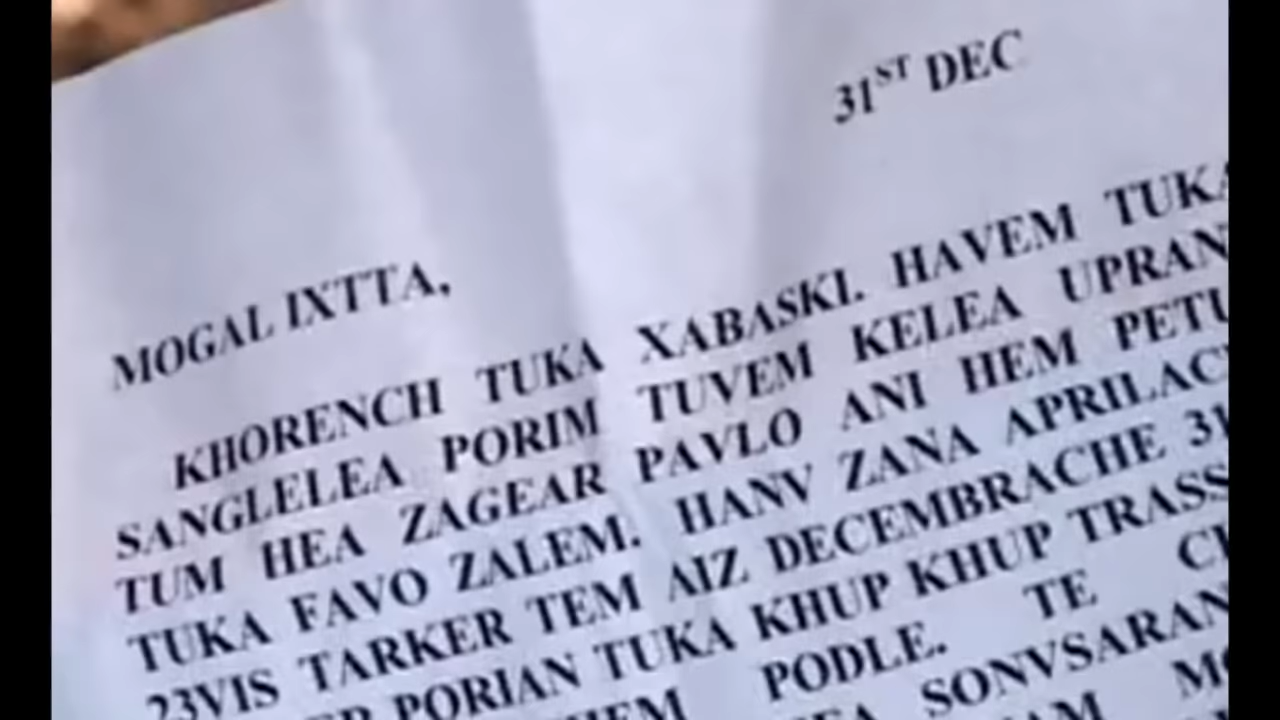 31ST DEC
MOGAL IXTTA,
KHORENCH TUKA XABASKI. HAVEM TUKA
SANGLELEA PORIM TUVEM KELEA UPRAN
TUM HEA ZAGEAR PAVLO ANI HEM PETU
TUKA FAVO ZALEM. HANV ZANA APRILAC
23VIS TARKER TEM AIZ DECEMBRACHE 31
PORIAN TUKA KHUP KHUP TRASS
HEM PODLE. TE
SONVSARAN